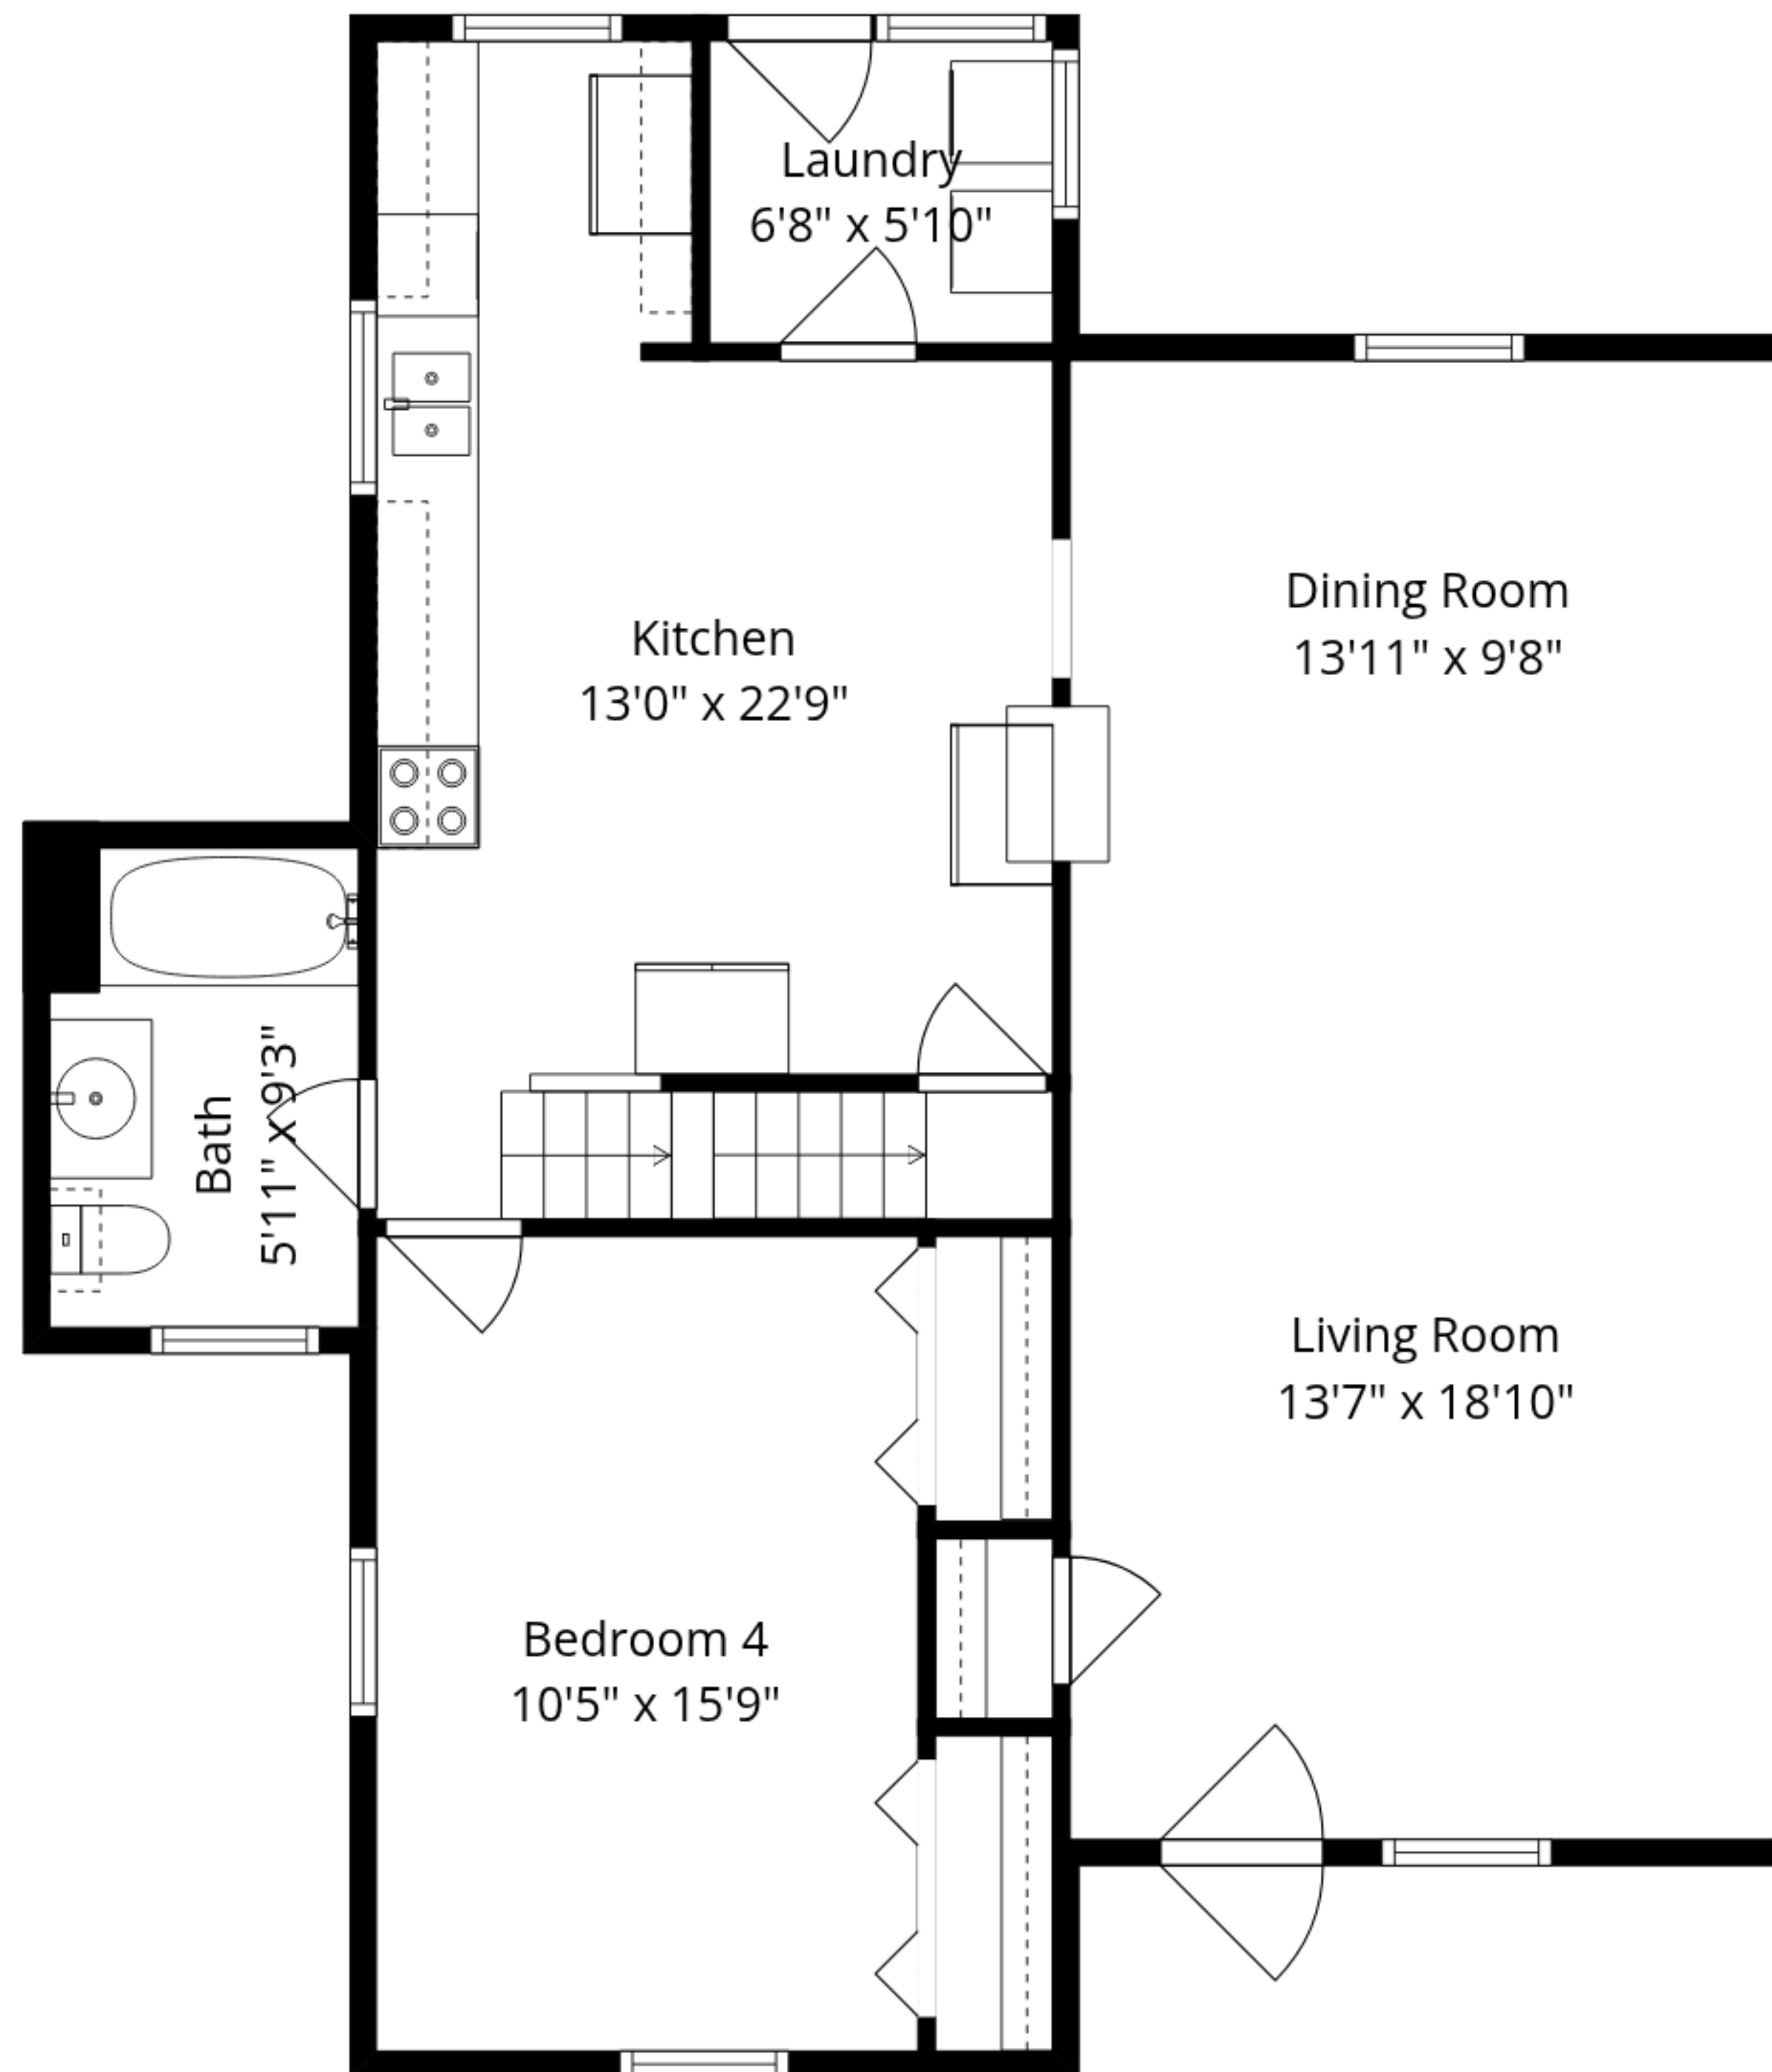 Laundry
6'8" x 5'10"
Dining Room
13'11" x 9'8"
Kitchen
13'0" x 22'9"
Bath
5'11" x 9'3"
Living Room
13'7" x 18'10"
Bedroom 4
10'5" x 15'9"